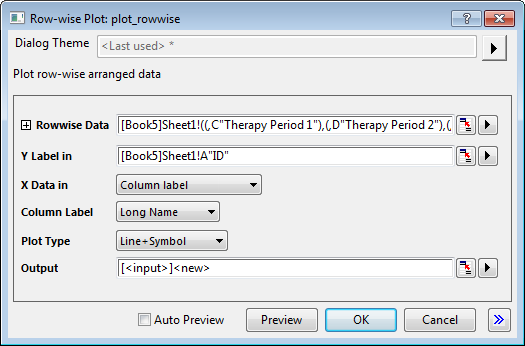 Row-wise Plot: plot_rowwise
Dialog Theme <Last used> *
Plot row-wise arranged data
Rowwise Data [Book5]Sheet1!((,C"Therapy Period 1"),(,D"Therapy Period 2"),(
Y Label in [Book5]Sheet1!A"ID"
X Data in Column label
Column Label Long Name
Plot Type Line+Symbol
Output [<input>]<new>
Auto Preview Preview OK Cancel